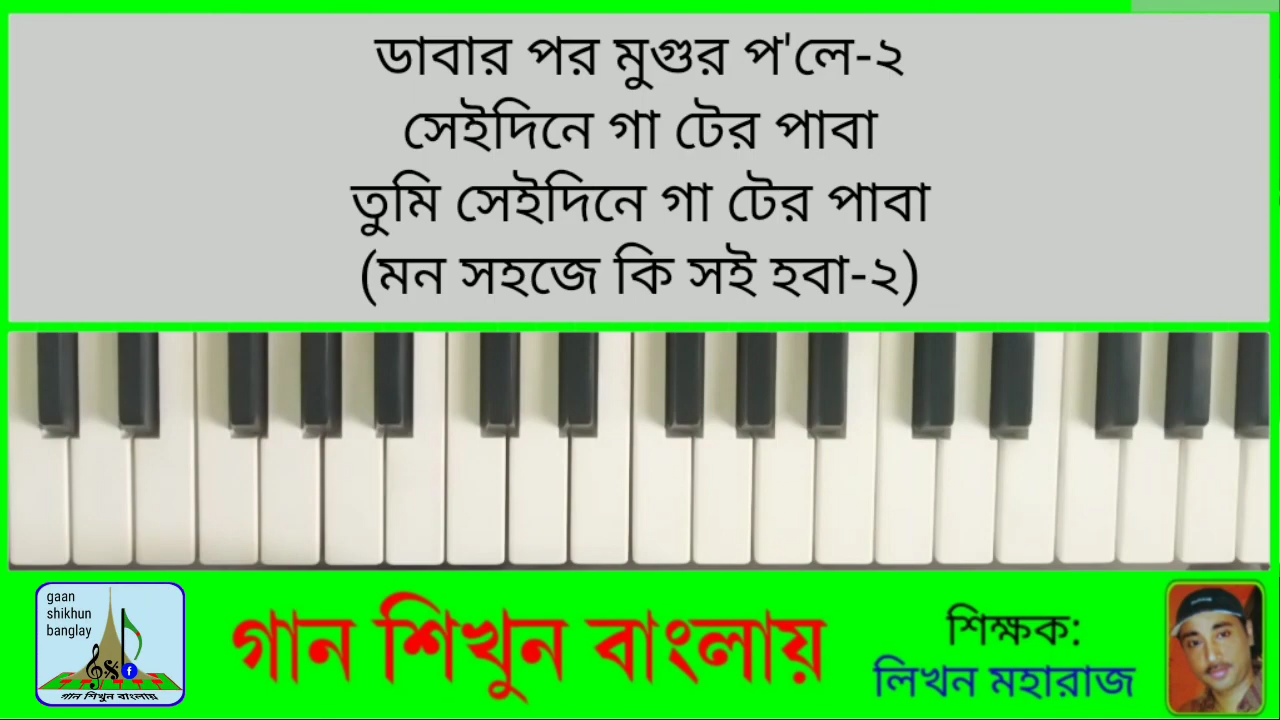 ডাবার পর মুগুর প'লে-২
সেইদিনে গা টের পাবা
তুমি সেইদিনে গা টের পাবা
(মন সহজে কি সই হবা-২)
gaan
shikhun
banglay
গান শিখুন বাংলায়
গান শিখুন বাংলায়
শিক্ষক:
লিখন মহারাজ